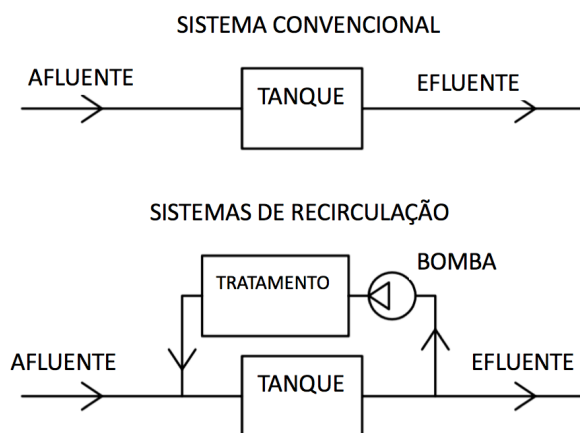 SISTEMA CONVENCIONAL
AFLUENTE
TANQUE
EFLUENTE
SISTEMAS DE RECIRCULAÇÃO
BOMBA
TRATAMENTO
AFLUENTE
TANQUE
EFLUENTE